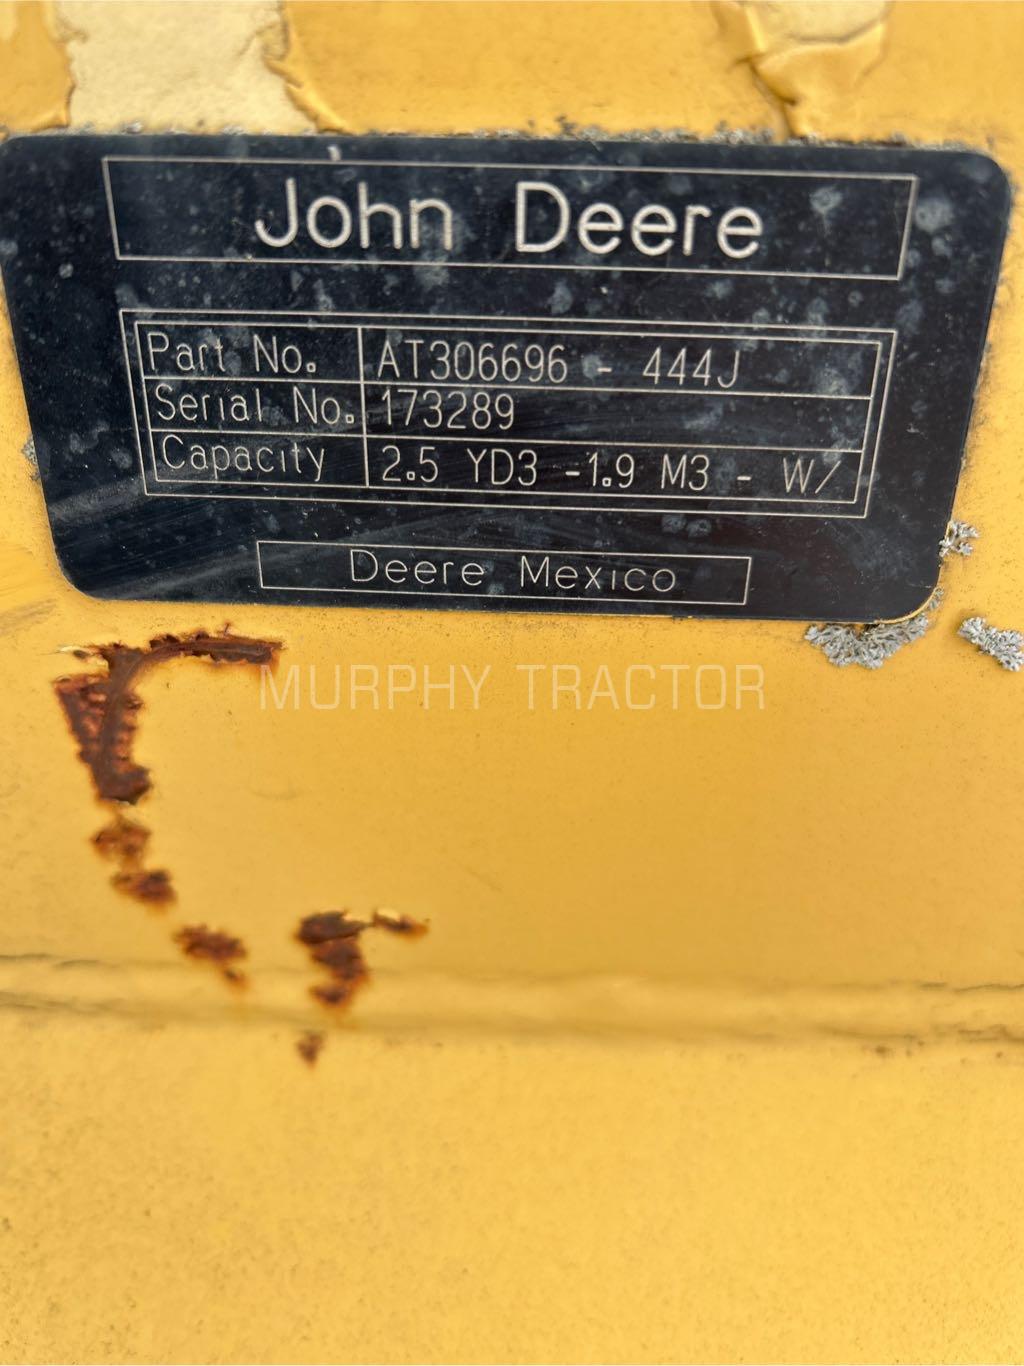 John Deere
Part No. AT306696 - 444J
Serial No. 173289
Capacity 2.5 YD3 -1.9 M3 - W/
Deere Mexico
MURPHY TRACTOR